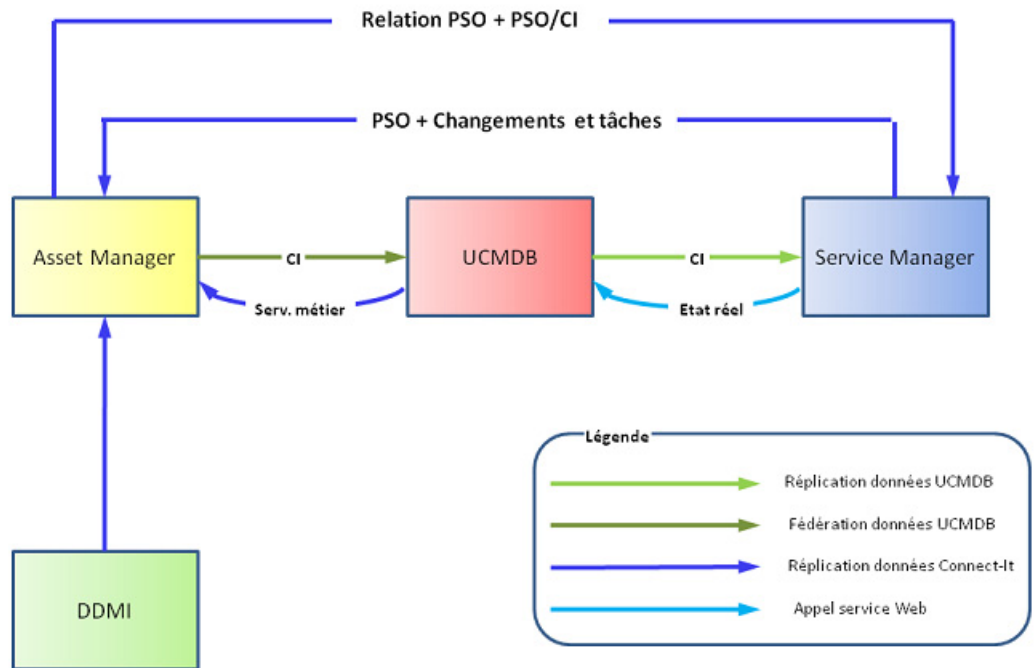 Relation PSO + PSO/CI
PSO + Changements et tâches
Asset Manager
CI
UCMDB
CI
Service Manager
Serv. métier
Etat réel
Légende
Réplication données UCMDB
Fédération données UCMDB
Réplication données Connect-It
Appel service Web
DDMI